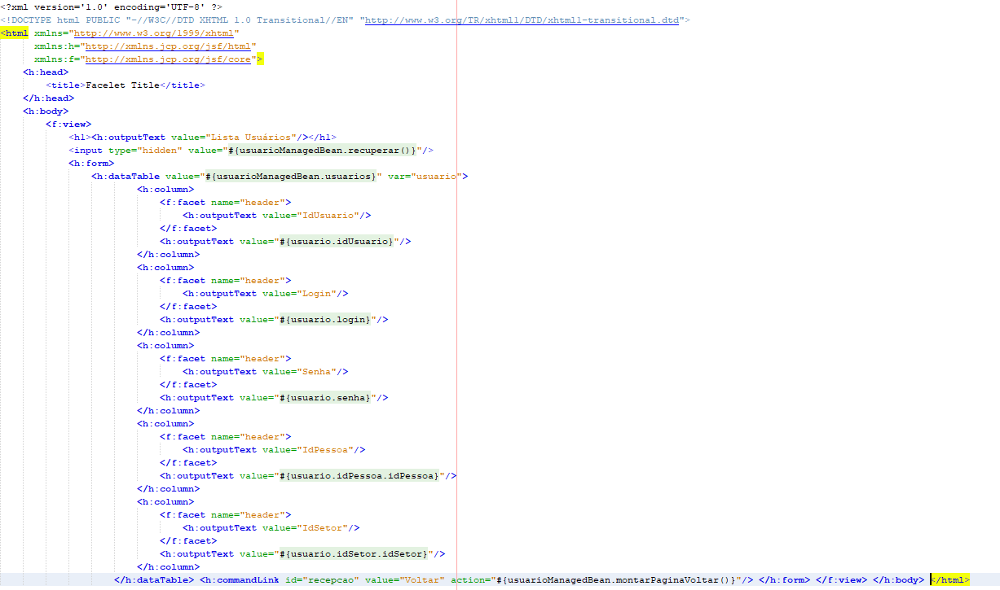 <?xml version='1.0' encoding='UTF-8' ?>
<!DOCTYPE html PUBLIC "-//W3C//DTD XHTML 1.0 Transitional//EN" "http://www.w3.org/TR/xhtml1/DTD/xhtml1-transitional.dtd">
<html xmlns="http://www.w3.org/1999/xhtml"
      xmlns:h="http://xmlns.jcp.org/jsf/html"
      xmlns:f="http://xmlns.jcp.org/jsf/core">
    <h:head>
        <title>Facelet Title</title>
    </h:head>
    <h:body>
        <f:view>
            <h1><h:outputText value="Lista Usuários"/></h1>
            <input type="hidden" value="#{usuarioManagedBean.recuperar()}"/>
            <h:form>
                <h:dataTable value="#{usuarioManagedBean.usuarios}" var="usuario">
                        <h:column>
                            <f:facet name="header">
                                <h:outputText value="IdUsuario"/>
                            </f:facet>
                            <h:outputText value="#{usuario.idUsuario}"/>
                        </h:column>
                        <h:column>
                            <f:facet name="header">
                                <h:outputText value="Login"/>
                            </f:facet>
                            <h:outputText value="#{usuario.login}"/>
                        </h:column>
                        <h:column>
                            <f:facet name="header">
                                <h:outputText value="Senha"/>
                            </f:facet>
                            <h:outputText value="#{usuario.senha}"/>
                        </h:column>
                        <h:column>
                            <f:facet name="header">
                                <h:outputText value="IdPessoa"/>
                            </f:facet>
                            <h:outputText value="#{usuario.idPessoa.idPessoa}"/>
                        </h:column>
                        <h:column>
                            <f:facet name="header">
                                <h:outputText value="IdSetor"/>
                            </f:facet>
                            <h:outputText value="#{usuario.idSetor.idSetor}"/>
                        </h:column>
                    </h:dataTable> <h:commandLink id="recepcao" value="Voltar" action="#{usuarioManagedBean.montarPaginaVoltar()}"/> </h:form> </f:view> </h:body> </html>